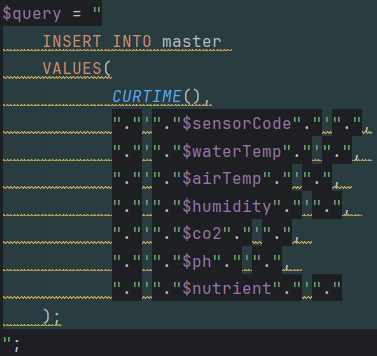 $query = "
INSERT INTO master
VALUES(
CURTIME(),
"."'"."$sensorCode"."'".",
"."'"."$waterTemp"."'".",
"."'"."$airTemp"."'".",
"."'"."$humidity"."'".",
"."'"."$co2"."'".",
"."'"."$ph"."'".",
"."'"."$nutrient"."'"."
);
";